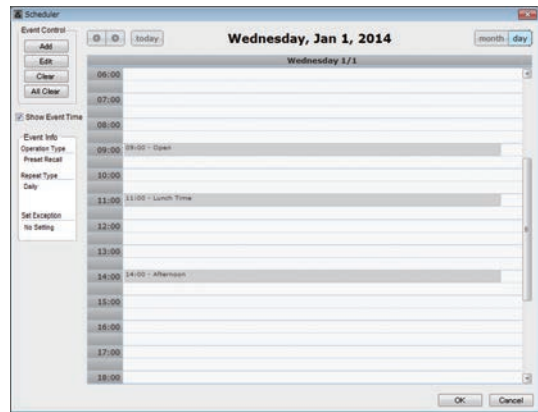 Scheduler
Event Control
Add
Edit
Clear
All Clear
Show Event Time
Event Info
Operation Type
Preset Recall
Repeat Type
Daily
Set Exception
No Setting
today
Wednesday, Jan 1, 2014
month day
Wednesday 1/1
06:00
07:00
08:00
09:00 09:00 - Open
10:00
11:00 11:00 - Lunch Time
12:00
13:00
14:00 14:00 - Afternoon
15:00
16:00
17:00
18:00
OK Cancel